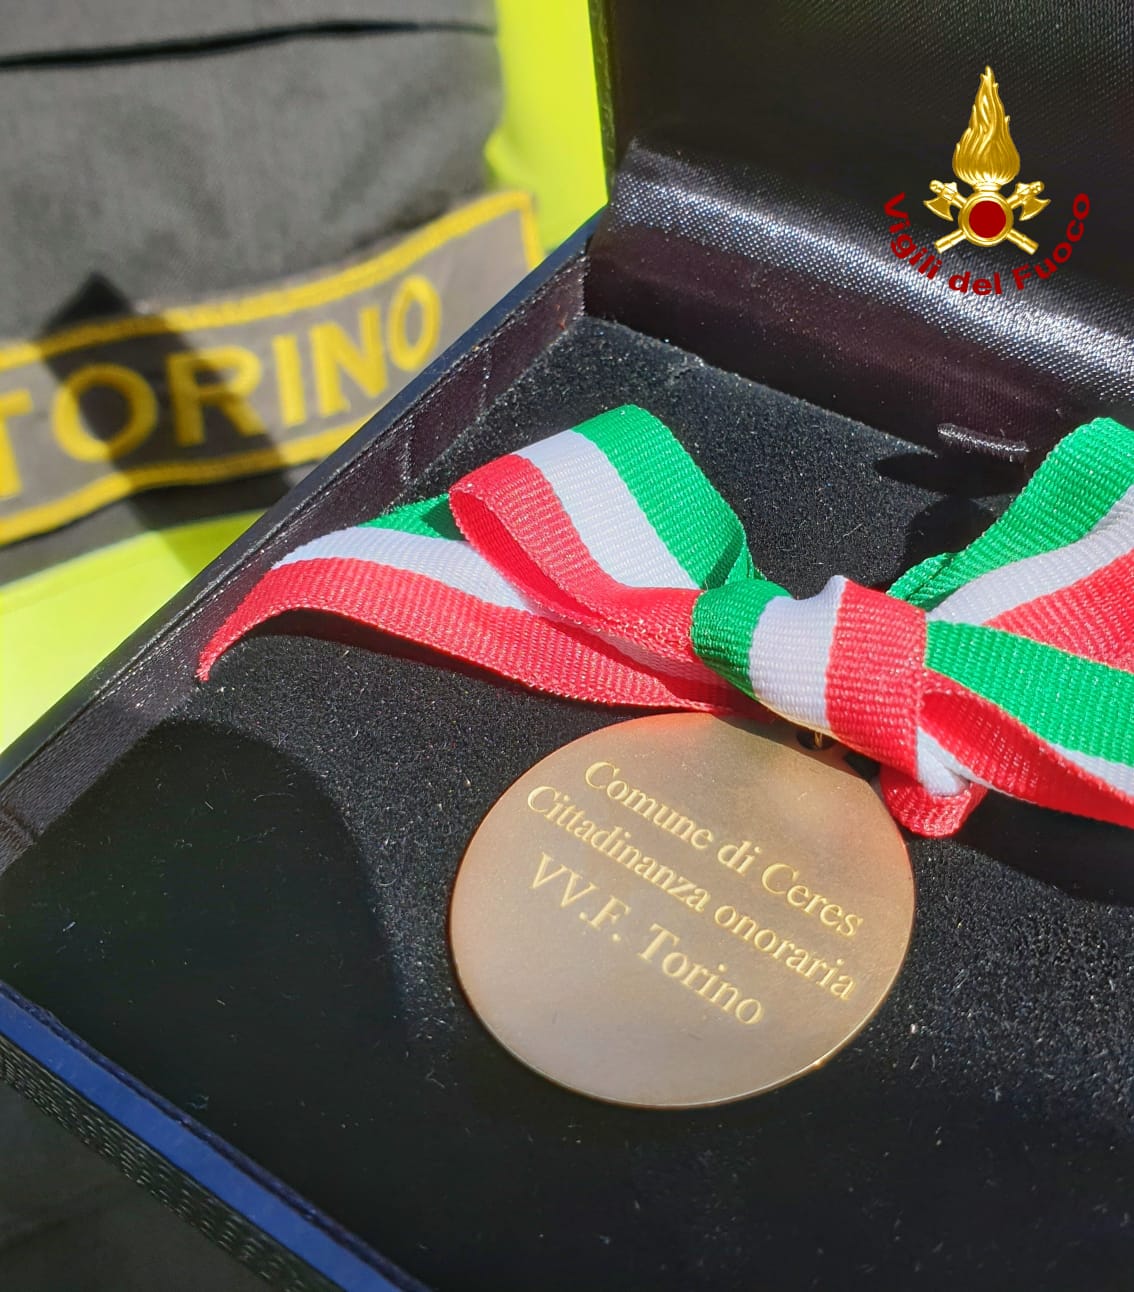 Vigili del Fuoco
TORINO
Comune di Ceres
Cittadinanza onoraria
VV.F. Torino